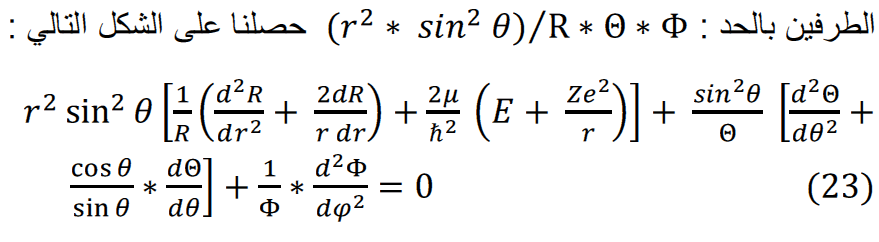 الطرفين بالحد : (r² * sin² θ)/R * Θ * Φ حصلنا على الشكل التالي :
r² sin² θ [1/R (d²R/dr² + 2dR/r dr) + 2μ/ħ² (E + Ze²/r)] + sin²θ/Θ [d²Θ/dθ² +
cos θ/sin θ * dΘ/dθ] + 1/Φ * d²Φ/dφ² = 0 (23)